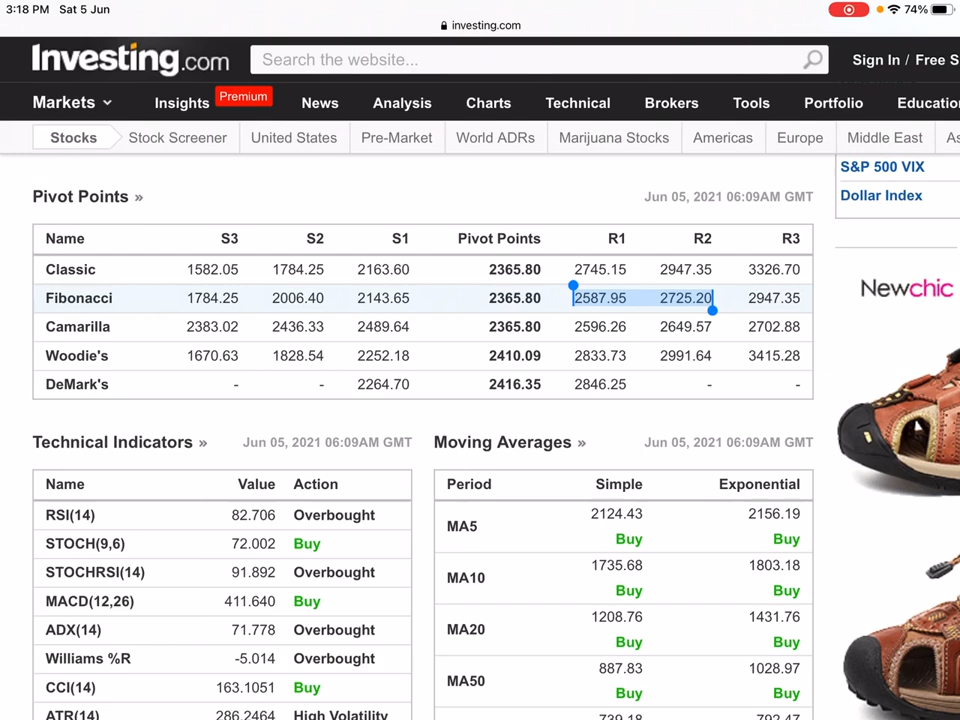 3:18 PM Sat 5 Jun 74%
investing.com
Investing.com Search the website... Sign In / Free S
Markets Insights Premium News Analysis Charts Technical Brokers Tools Portfolio Educatio
Stocks Stock Screener United States Pre-Market World ADRs Marijuana Stocks Americas Europe Middle East As
S&P 500 VIX
Dollar Index
Pivot Points » Jun 05, 2021 06:09AM GMT
Name S3 S2 S1 Pivot Points R1 R2 R3
Classic 1582.05 1784.25 2163.60 2365.80 2745.15 2947.35 3326.70
Fibonacci 1784.25 2006.40 2143.65 2365.80 2587.95 2725.20 2947.35
Camarilla 2383.02 2436.33 2489.64 2365.80 2596.26 2649.57 2702.88
Woodie's 1670.63 1828.54 2252.18 2410.09 2833.73 2991.64 3415.28
DeMark's - - 2264.70 2416.35 2846.25 - -
Newchic
Technical Indicators » Jun 05, 2021 06:09AM GMT
Name Value Action
RSI(14) 82.706 Overbought
STOCH(9,6) 72.002 Buy
STOCHRSI(14) 91.892 Overbought
MACD(12,26) 411.640 Buy
ADX(14) 71.778 Overbought
Williams %R -5.014 Overbought
CCI(14) 163.1051 Buy
ATR(14) 286.2464 High Volatility
Moving Averages » Jun 05, 2021 06:09AM GMT
Period Simple Exponential
MA5 2124.43 2156.19
Buy Buy
MA10 1735.68 1803.18
Buy Buy
MA20 1208.76 1431.76
Buy Buy
MA50 887.83 1028.97
Buy Buy
739.18 792.47